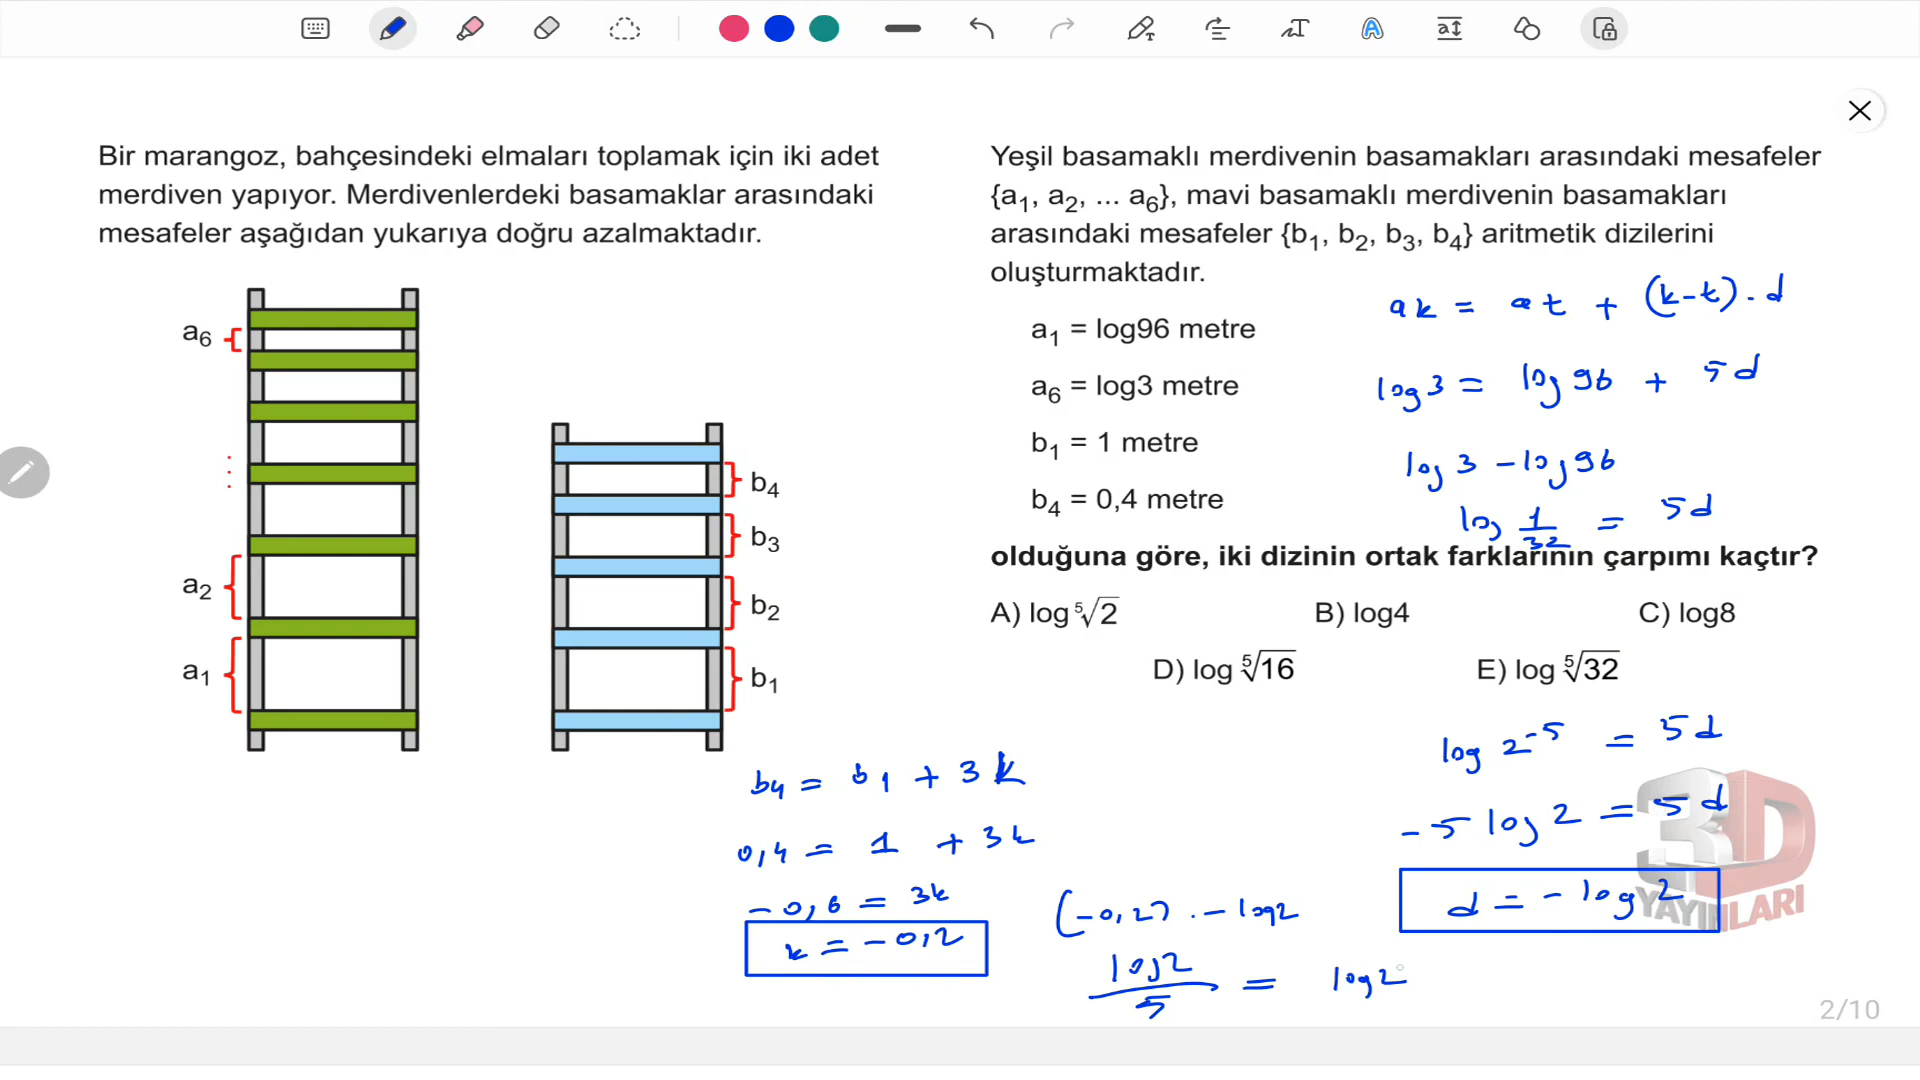 Bir marangoz, bahçesindeki elmaları toplamak için iki adet
merdiven yapıyor. Merdivenlerdeki basamaklar arasındaki
mesafeler aşağıdan yukarıya doğru azalmaktadır.
a6
a2
a1
b4
b3
b2
b1
Yeşil basamaklı merdivenin basamakları arasındaki mesafeler
{a1, a2, ... a6}, mavi basamaklı merdivenin basamakları
arasındaki mesafeler {b1, b2, b3, b4} aritmetik dizilerini
oluşturmaktadır.
a1 = log96 metre
a6 = log3 metre
b1 = 1 metre
b4 = 0,4 metre
ak = at + (k-t).d
log3 = log96 + 5d
log3 - log96
log 1/32 = 5d
olduğuna göre, iki dizinin ortak farklarının çarpımı kaçtır?
A) log ⁵√2 B) log4 C) log8
D) log ⁵√16 E) log ⁵√32
log 2⁻⁵ = 5d
-5 log2 = 5d
d = - log2
b4 = b1 + 3k
0,4 = 1 + 3k
-0,6 = 3k
k = -0,2
(-0,2) . - log2
log2/5 = log2
3D
YAYINLARI
2/10